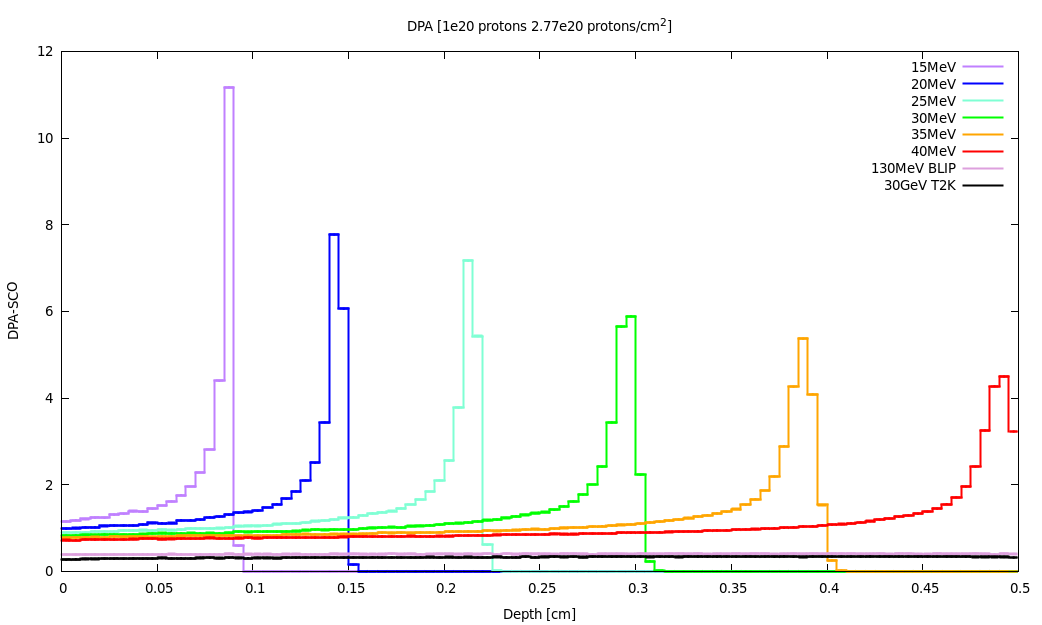 DPA [1e20 protons 2.77e20 protons/cm²]
12
10
8
6
4
2
0
DPA-SCO
15MeV
20MeV
25MeV
30MeV
35MeV
40MeV
130MeV BLIP
30GeV T2K
0 0.05 0.1 0.15 0.2 0.25 0.3 0.35 0.4 0.45 0.5
Depth [cm]